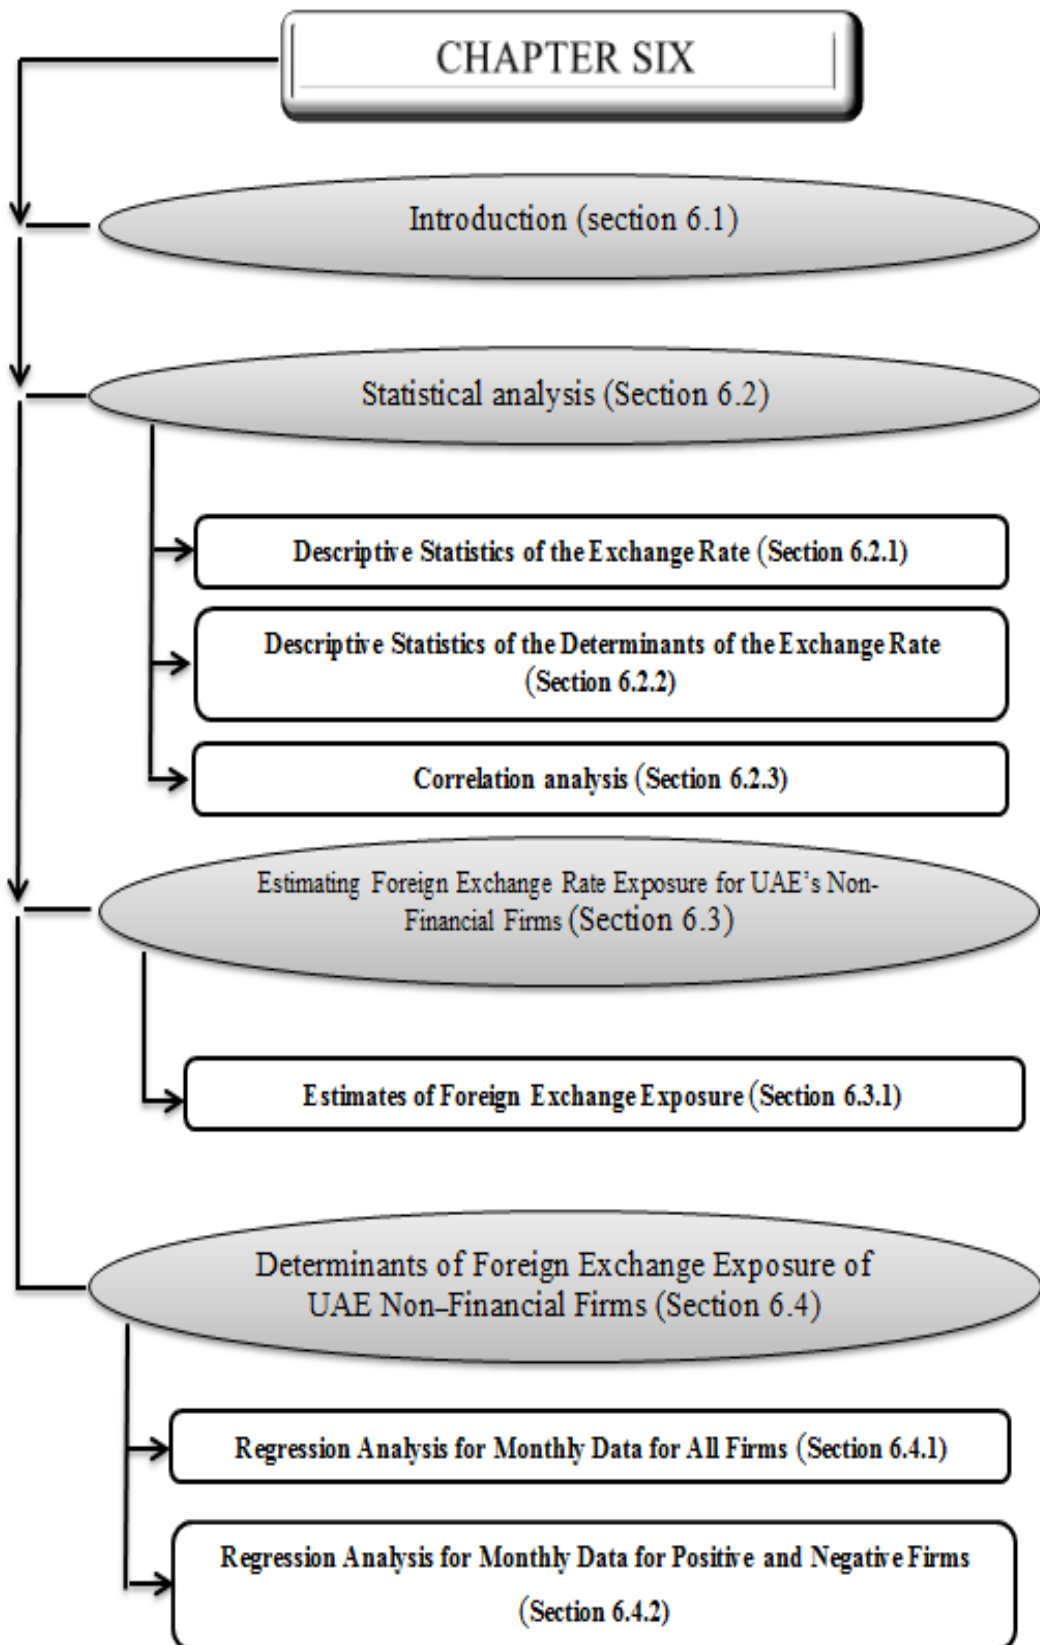 CHAPTER SIX
Introduction (section 6.1)
Statistical analysis (Section 6.2)
Descriptive Statistics of the Exchange Rate (Section 6.2.1)
Descriptive Statistics of the Determinants of the Exchange Rate
(Section 6.2.2)
Correlation analysis (Section 6.2.3)
Estimating Foreign Exchange Rate Exposure for UAE's Non-
Financial Firms (Section 6.3)
Estimates of Foreign Exchange Exposure (Section 6.3.1)
Determinants of Foreign Exchange Exposure of
UAE Non–Financial Firms (Section 6.4)
Regression Analysis for Monthly Data for All Firms (Section 6.4.1)
Regression Analysis for Monthly Data for Positive and Negative Firms
(Section 6.4.2)